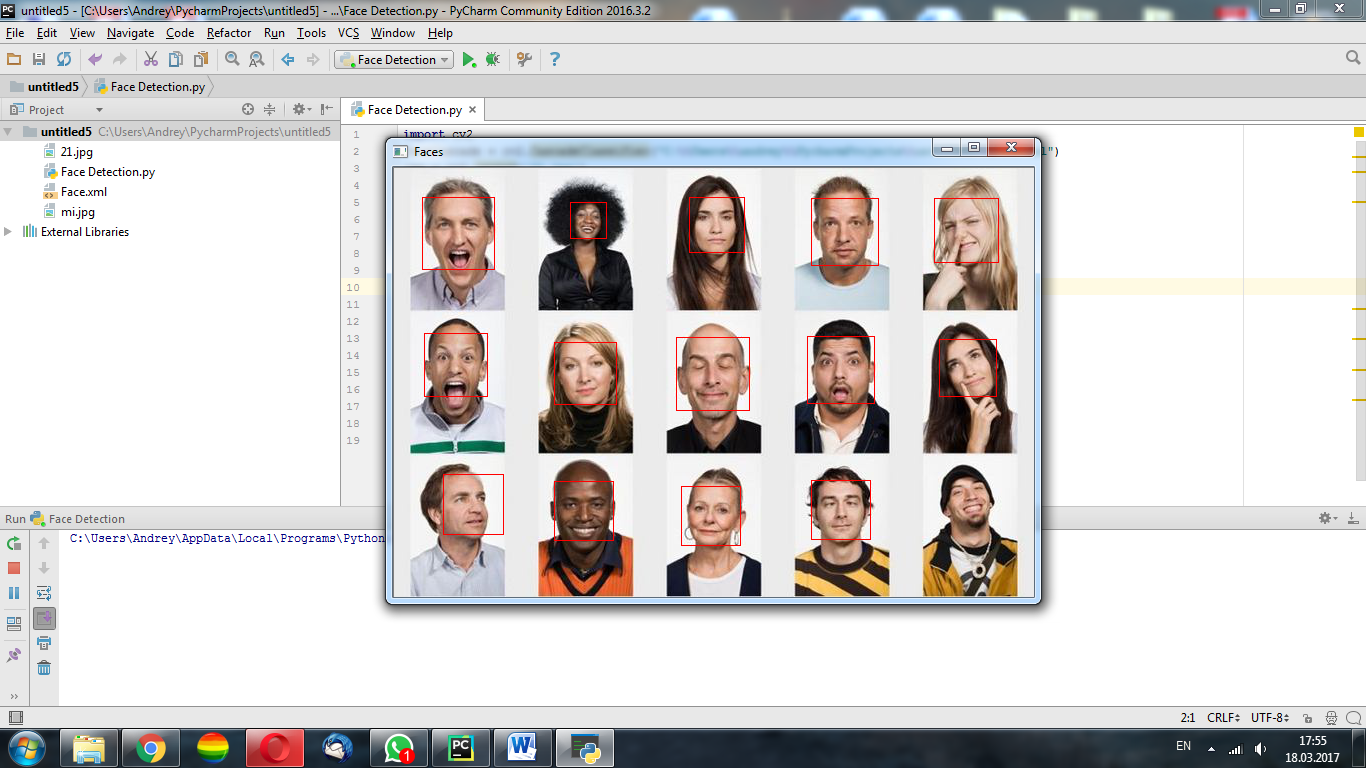 untitled5 - [C:\Users\Andrey\PycharmProjects\untitled5] - ...\Face Detection.py - PyCharm Community Edition 2016.3.2
File Edit View Navigate Code Refactor Run Tools VCS Window Help
Face Detection
untitled5 Face Detection.py
Project
Face Detection.py
untitled5 C:\Users\Andrey\PycharmProjects\untitled5
21.jpg
Face Detection.py
Face.xml
mi.jpg
External Libraries
1 import cv2
2
3
4
5
6
7
8
9
10
11
12
13
14
15
16
17
18
19
Faces
Run Face Detection
C:\Users\Andrey\AppData\Local\Programs\Python
2:1 CRLF UTF-8
1
EN
17:55
18.03.2017